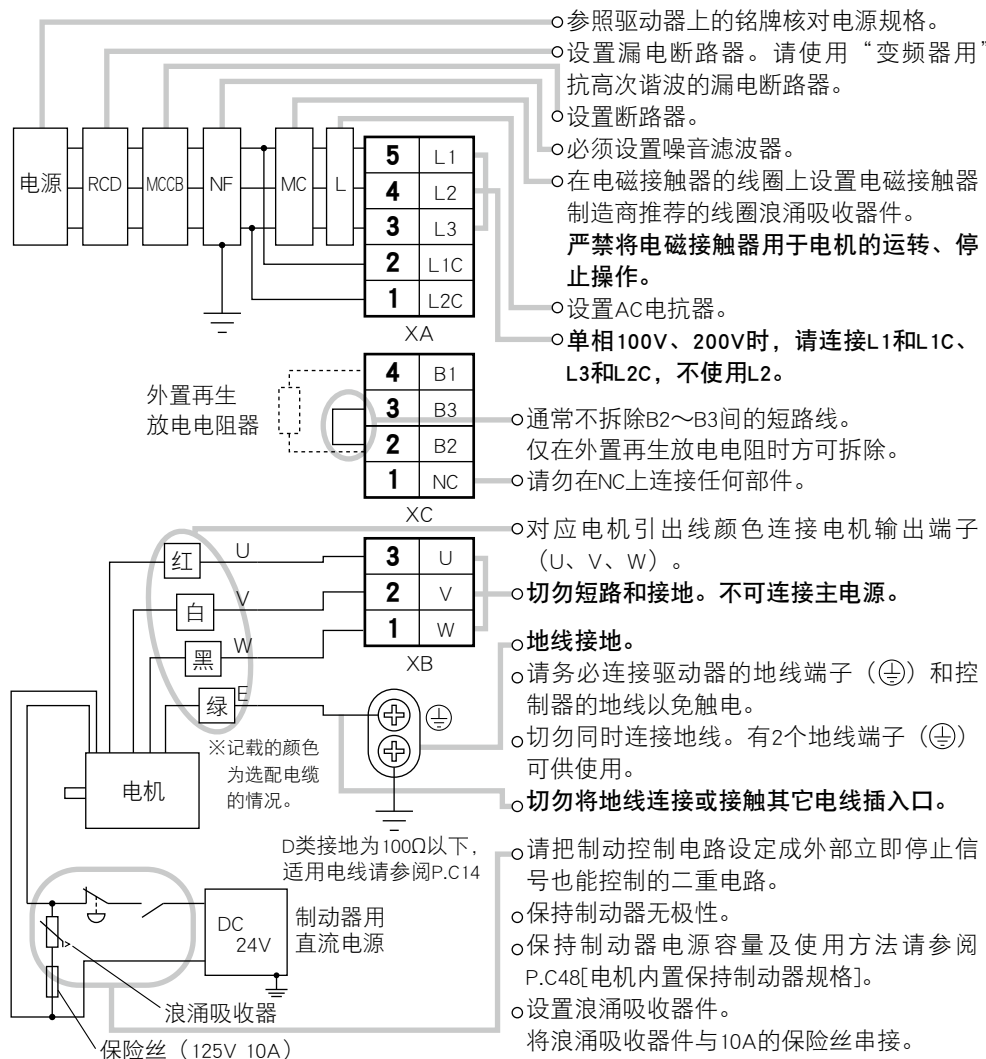 参照驱动器上的铭牌核对电源规格。
设置漏电断路器。请使用“变频器用”
抗高次谐波的漏电断路器。
设置断路器。
必须设置噪音滤波器。
在电磁接触器的线圈上设置电磁接触器
制造商推荐的线圈浪涌吸收器件。
严禁将电磁接触器用于电机的运转、停
止操作。
设置AC电抗器。
单相100V、200V时，请连接L1和L1C、
L3和L2C，不使用L2。
电源
RCD
MCCB
NF
MC
L
5 L1
4 L2
3 L3
2 L1C
1 L2C
XA
外置再生
放电电阻器
4 B1
3 B3
2 B2
1 NC
XC
通常不拆除B2～B3间的短路线。
仅在外置再生放电电阻时方可拆除。
请勿在NC上连接任何部件。
红 U
白 V
黑 W
绿 E
3 U
2 V
1 W
XB
对应电机引出线颜色连接电机输出端子
（U、V、W）。
切勿短路和接地。不可连接主电源。
地线接地。
请务必连接驱动器的地线端子（⏚）和控
制器的地线以免触电。
切勿同时连接地线。有2个地线端子（⏚）
可供使用。
切勿将地线连接或接触其它电线插入口。
※记载的颜色
为选配电缆
的情况。
电机
D类接地为100Ω以下，
适用电线请参阅P.C14
DC
24V
制动器用
直流电源
浪涌吸收器
保险丝（125V 10A）
请把制动控制电路设定成外部立即停止信
号也能控制的二重电路。
保持制动器无极性。
保持制动器电源容量及使用方法请参阅
P.C48[电机内置保持制动器规格]。
设置浪涌吸收器件。
将浪涌吸收器件与10A的保险丝串接。